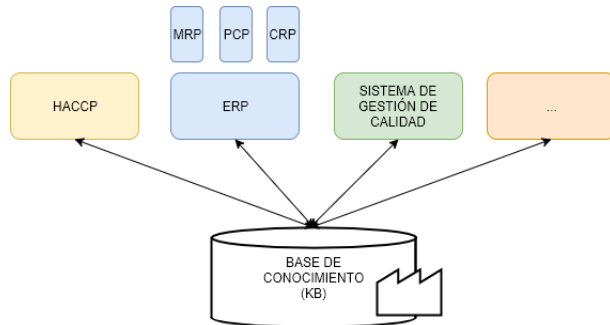 MRP
PCP
CRP
HACCP
ERP
SISTEMA DE
GESTIÓN DE
CALIDAD
...
BASE DE
CONOCIMIENTO
(KB)